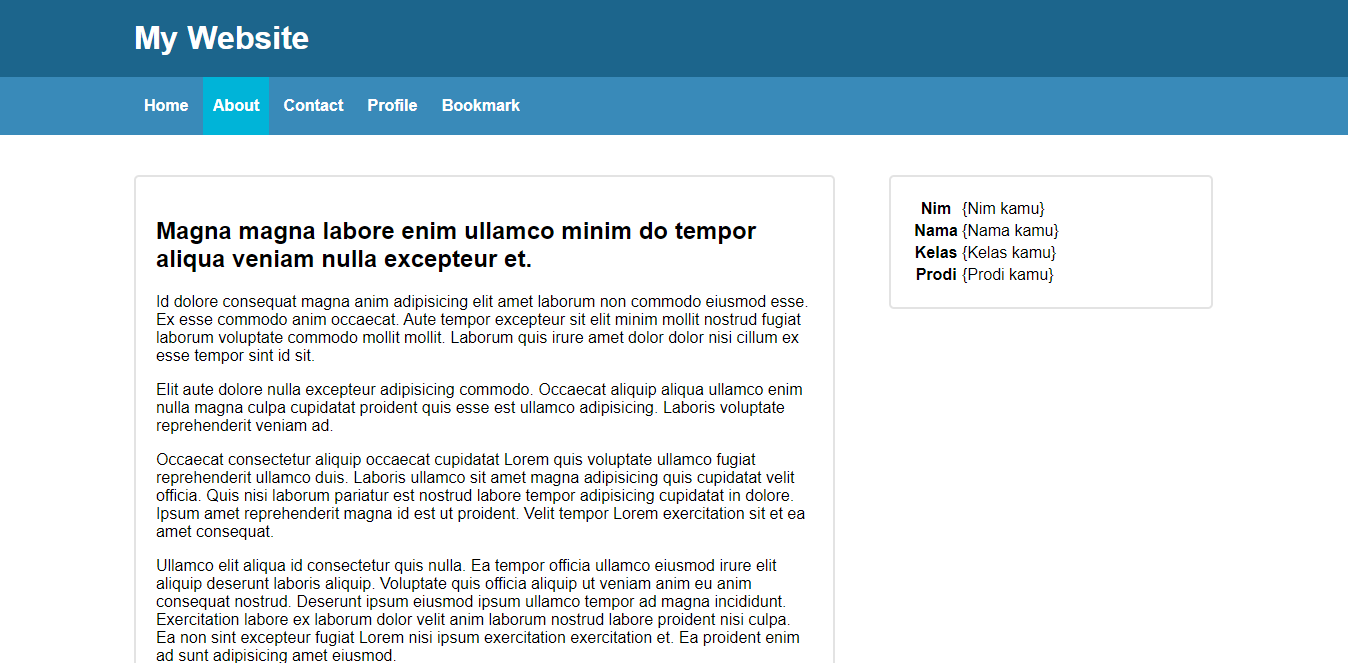 My Website
Home About Contact Profile Bookmark
Magna magna labore enim ullamco minim do tempor
aliqua veniam nulla excepteur et.
Id dolore consequat magna anim adipisicing elit amet laborum non commodo eiusmod esse.
Ex esse commodo anim occaecat. Aute tempor excepteur sit elit minim mollit nostrud fugiat
laborum voluptate commodo mollit mollit. Laborum quis irure amet dolor dolor nisi cillum ex
esse tempor sint id sit.
Elit aute dolore nulla excepteur adipisicing commodo. Occaecat aliquip aliqua ullamco enim
nulla magna culpa cupidatat proident quis esse est ullamco adipisicing. Laboris voluptate
reprehenderit veniam ad.
Occaecat consectetur aliquip occaecat cupidatat Lorem quis voluptate ullamco fugiat
reprehenderit ullamco duis. Laboris ullamco sit amet magna adipisicing quis cupidatat velit
officia. Quis nisi laborum pariatur est nostrud labore tempor adipisicing cupidatat in dolore.
Ipsum amet reprehenderit magna id est ut proident. Velit tempor Lorem exercitation sit et ea
amet consequat.
Ullamco elit aliqua id consectetur quis nulla. Ea tempor officia ullamco eiusmod irure elit
aliquip deserunt laboris aliquip. Voluptate quis officia aliquip ut veniam anim eu anim
consequat nostrud. Deserunt ipsum eiusmod ipsum ullamco tempor ad magna incididunt.
Exercitation labore ex laborum dolor velit anim laborum nostrud labore proident nisi culpa.
Ea non sint excepteur fugiat Lorem nisi ipsum exercitation exercitation et. Ea proident enim
ad sunt adipisicing amet eiusmod.
Nim {Nim kamu}
Nama {Nama kamu}
Kelas {Kelas kamu}
Prodi {Prodi kamu}